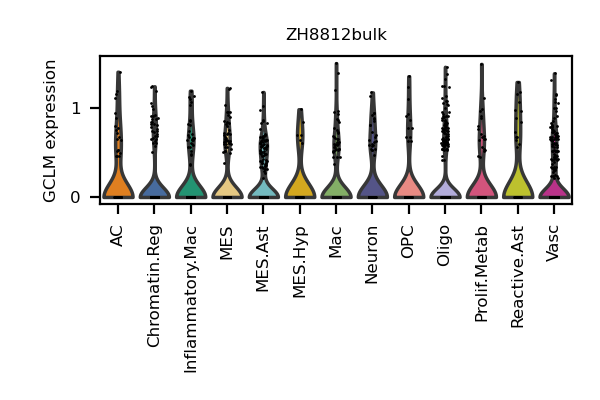 ZH8812bulk
GCLM expression
1
0
AC
Chromatin.Reg
Inflammatory.Mac
MES
MES.Ast
MES.Hyp
Mac
Neuron
OPC
Oligo
Prolif.Metab
Reactive.Ast
Vasc